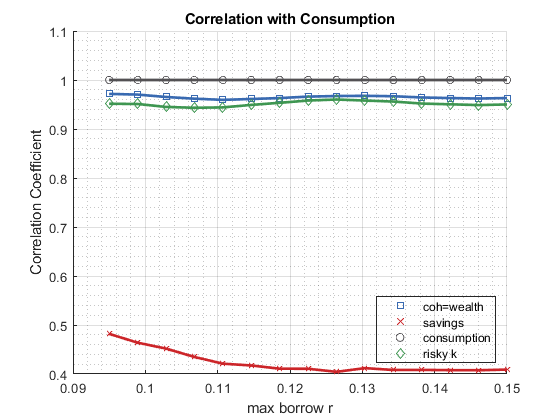 Correlation with Consumption
1.1
1
0.9
0.8
0.7
0.6
0.5
0.4
Correlation Coefficient
0.09
0.1
0.11
0.12
0.13
0.14
0.15
max borrow r
coh=wealth
savings
consumption
risky k